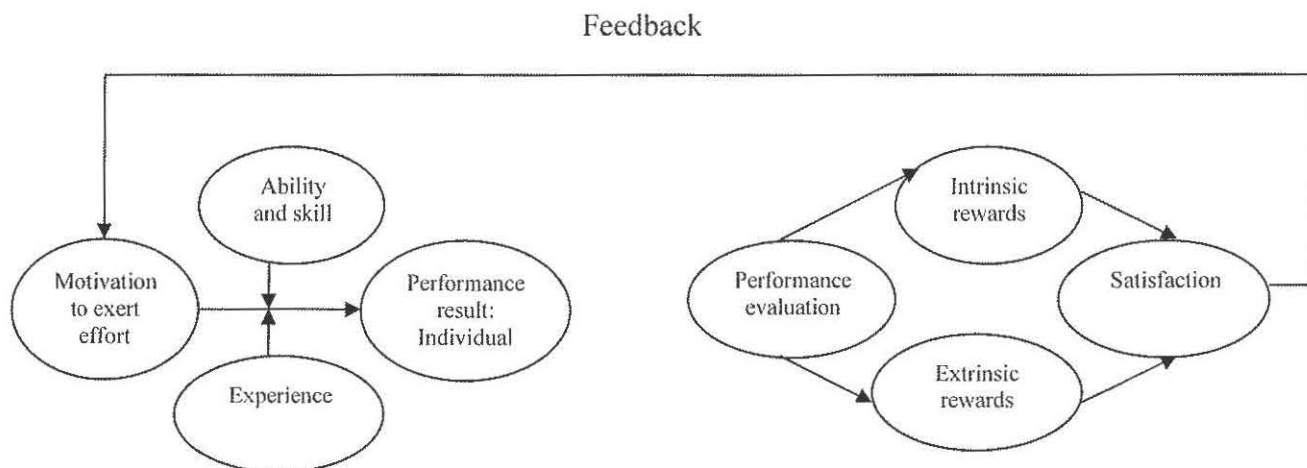 Feedback
Ability
and skill
Motivation
to exert
effort
Performance
result:
Individual
Experience
Intrinsic
rewards
Performance
evaluation
Satisfaction
Extrinsic
rewards